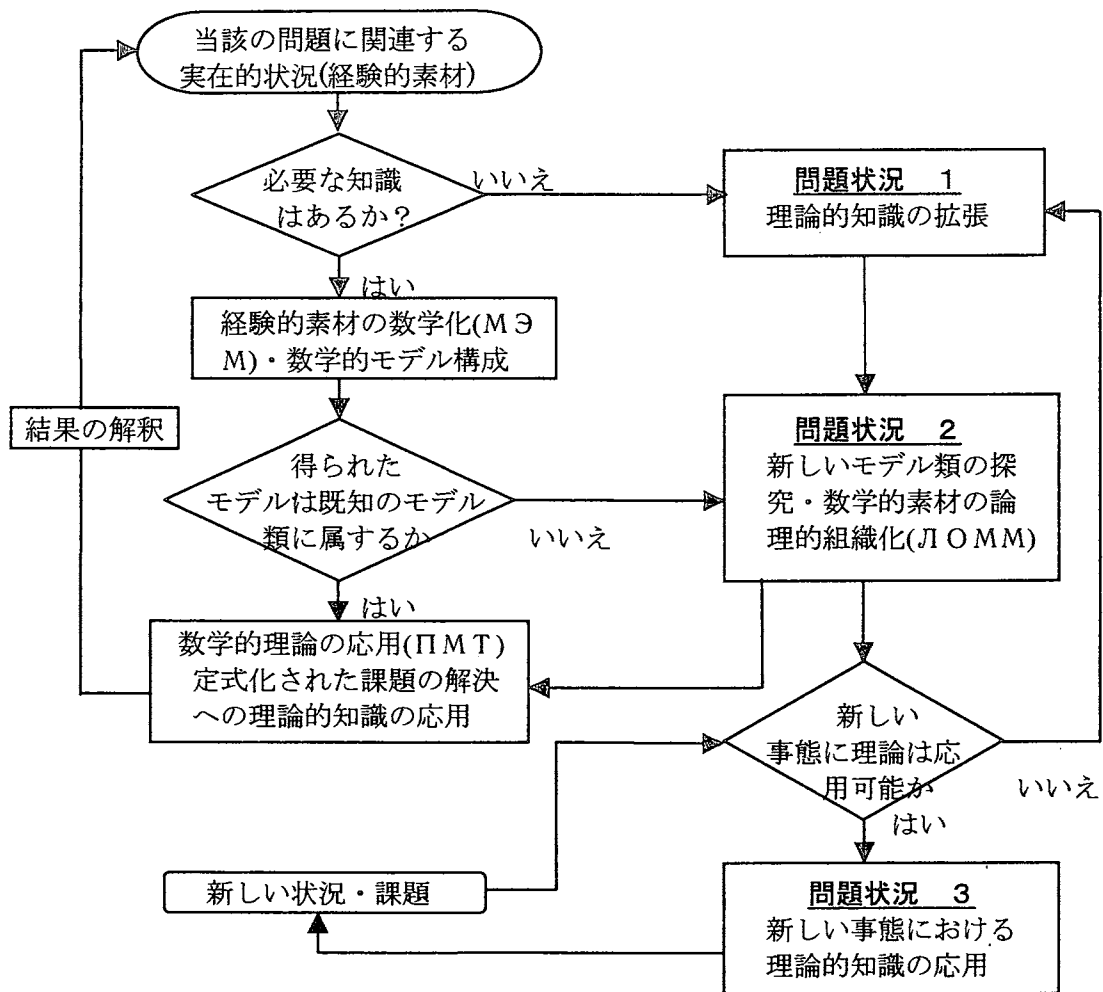 当該の問題に関連する
実在的状況(経験的素材)
必要な知識
はあるか？
いいえ
問題状況　1
理論的知識の拡張
はい
経験的素材の数学化(МЭ
М)・数学的モデル構成
結果の解釈
得られた
モデルは既知のモデル
類に属するか
いいえ
問題状況　2
新しいモデル類の探
究・数学的素材の論
理的組織化(ЛОММ)
はい
数学的理論の応用(ПМТ)
定式化された課題の解決
への理論的知識の応用
新しい
事態に理論は応
用可能か
いいえ
はい
新しい状況・課題
問題状況　3
新しい事態における
理論的知識の応用